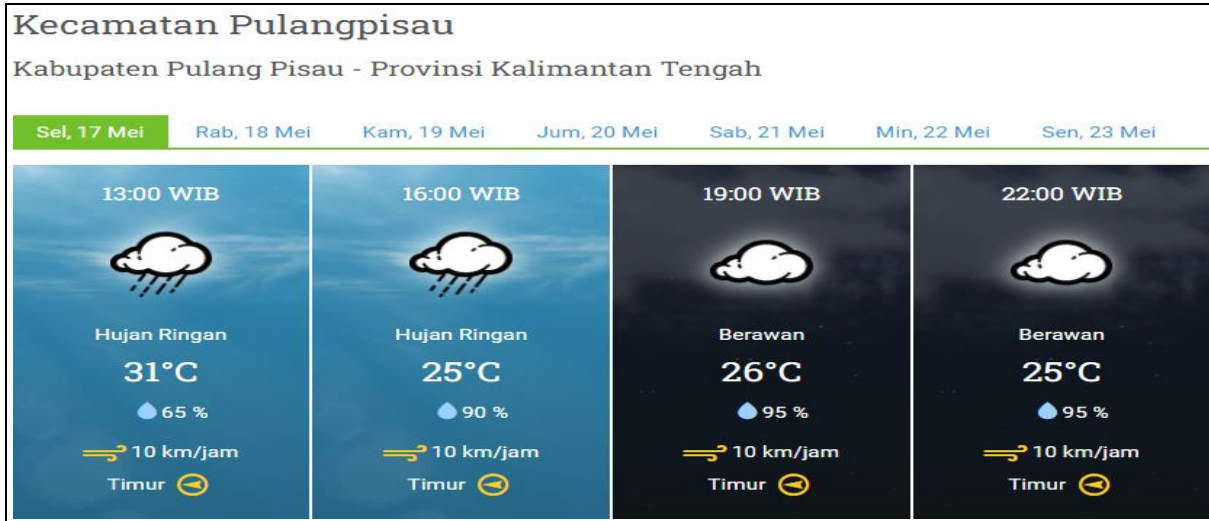 Kecamatan Pulangpisau
Kabupaten Pulang Pisau - Provinsi Kalimantan Tengah
Sel, 17 Mei Rab, 18 Mei Kam, 19 Mei Jum, 20 Mei Sab, 21 Mei Min, 22 Mei Sen, 23 Mei
13:00 WIB 16:00 WIB 19:00 WIB 22:00 WIB
Hujan Ringan Hujan Ringan Berawan Berawan
31°C 25°C 26°C 25°C
65 % 90 % 95 % 95 %
10 km/jam 10 km/jam 10 km/jam 10 km/jam
Timur Timur Timur Timur